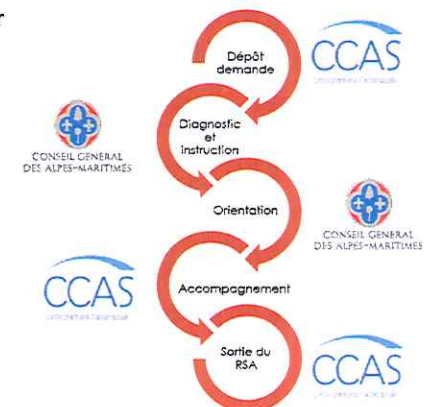 r
Dépôt
demande
CCAS
Diagnostic
et
Instruction
CONSEIL GENERAL
DES ALPES-MARITIMES
Orientation
CONSEIL GENERAL
DES ALPES-MARITIMES
CCAS
Accompagnement
Sortie du
RSA
CCAS